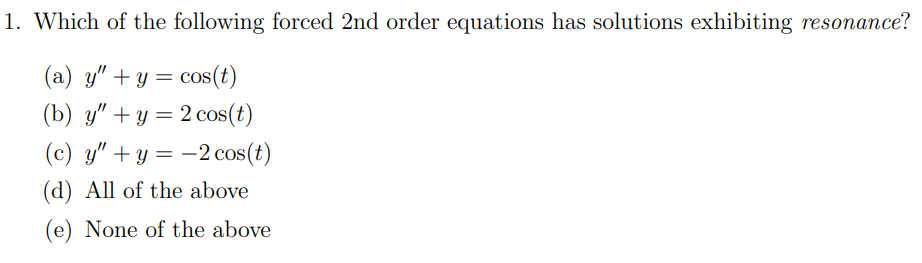 1. Which of the following forced 2nd order equations has solutions exhibiting resonance?
(a) y″ + y = cos(t)
(b) y″ + y = 2 cos(t)
(c) y″ + y = −2 cos(t)
(d) All of the above
(e) None of the above